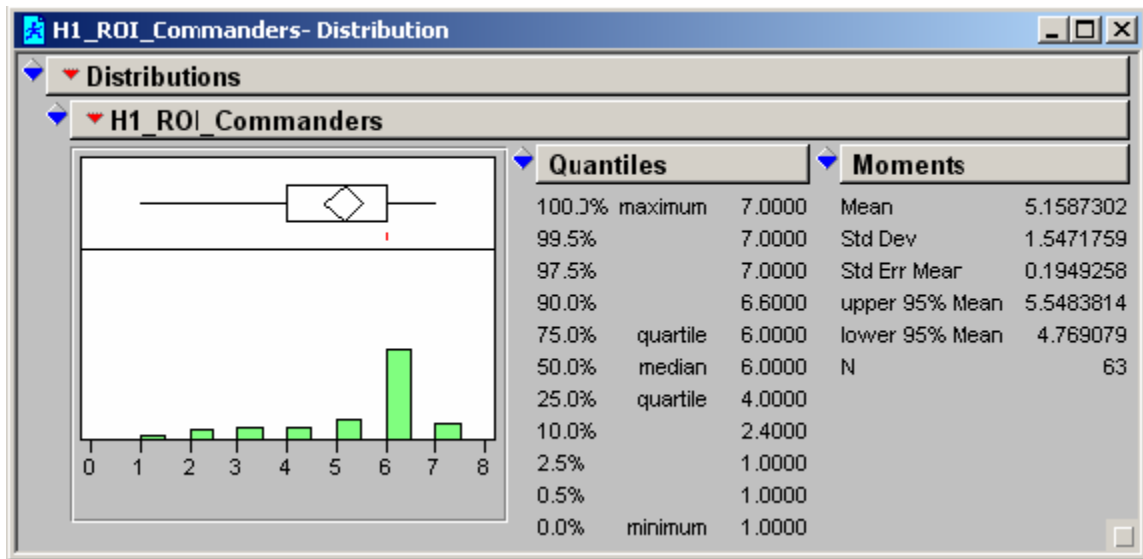 H1_ROI_Commanders- Distribution
Distributions
H1_ROI_Commanders
Quantiles
100.0% maximum 7.0000
99.5% 7.0000
97.5% 7.0000
90.0% 6.6000
75.0% quartile 6.0000
50.0% median 6.0000
25.0% quartile 4.0000
10.0% 2.4000
2.5% 1.0000
0.5% 1.0000
0.0% minimum 1.0000
Moments
Mean 5.1587302
Std Dev 1.5471759
Std Err Mean 0.1949258
upper 95% Mean 5.5483814
lower 95% Mean 4.769079
N 63
0 1 2 3 4 5 6 7 8